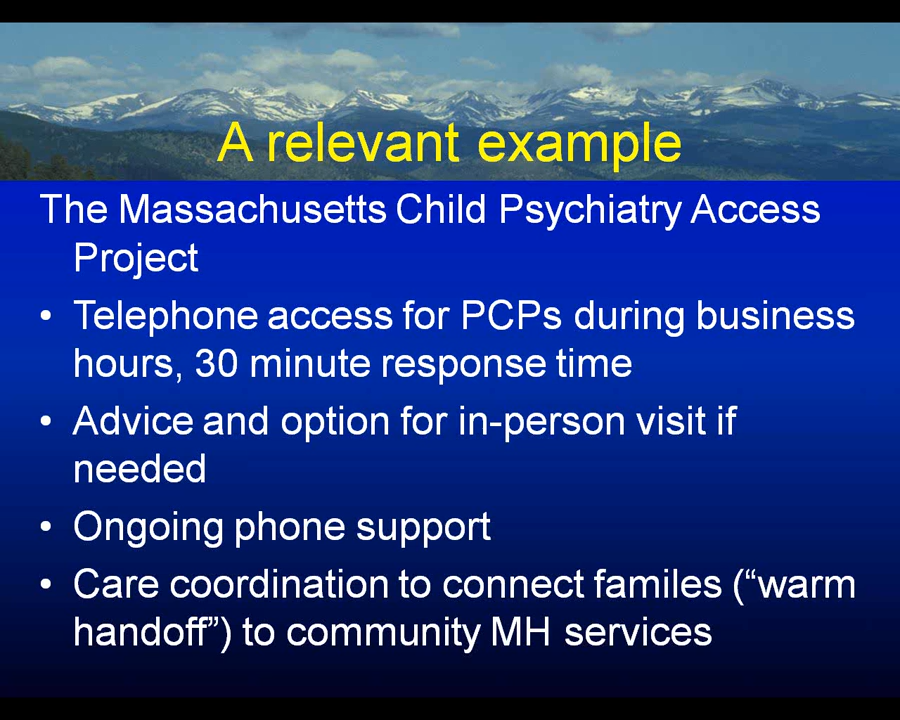 A relevant example
The Massachusetts Child Psychiatry Access
Project
• Telephone access for PCPs during business
hours, 30 minute response time
• Advice and option for in-person visit if
needed
• Ongoing phone support
• Care coordination to connect familes (“warm
handoff”) to community MH services